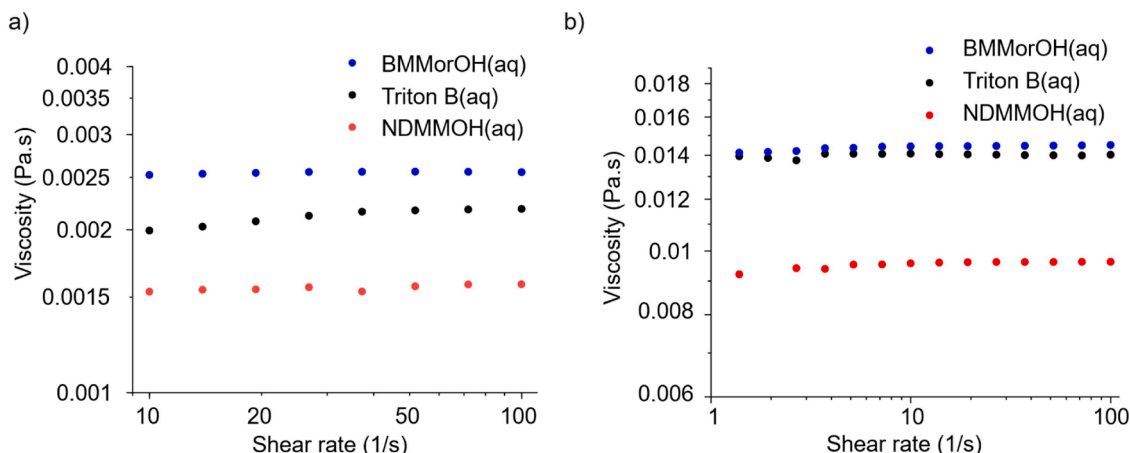 a)
BMMorOH(aq)
Triton B(aq)
NDMMOH(aq)
Viscosity (Pa.s)
0.004
0.0035
0.003
0.0025
0.002
0.0015
0.001
10
20
50
100
Shear rate (1/s)
b)
BMMorOH(aq)
Triton B(aq)
NDMMOH(aq)
Viscosity (Pa.s)
0.018
0.016
0.014
0.012
0.01
0.008
0.006
1
10
100
Shear rate (1/s)